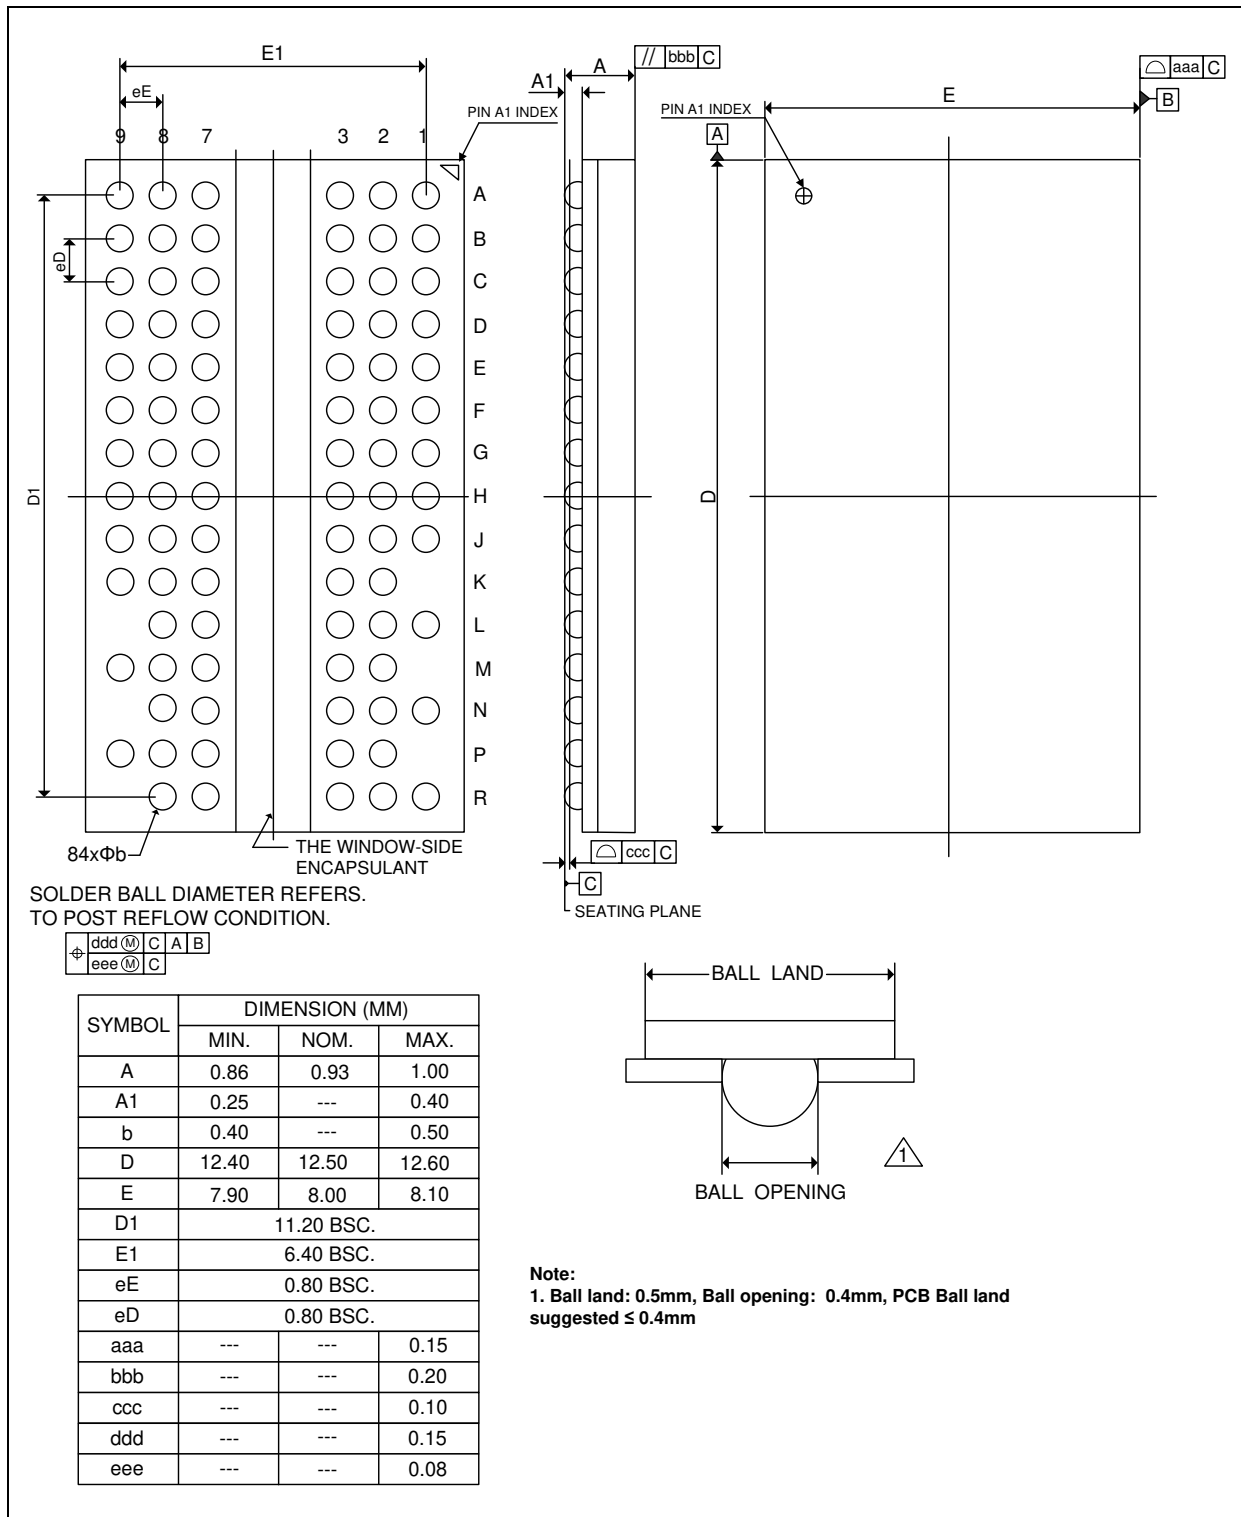 E1
eE
9 8 7 3 2 1
PIN A1 INDEX
A
B
C
D
E
F
G
H
J
K
L
M
N
P
R
eD
D1
84xΦb
THE WINDOW-SIDE
ENCAPSULANT
SOLDER BALL DIAMETER REFERS.
TO POST REFLOW CONDITION.
⌖ ddd Ⓜ C A B
eee Ⓜ C
A
A1
// bbb C
⌓ ccc C
C
SEATING PLANE
⌓ aaa C
B
E
PIN A1 INDEX
A
D
BALL LAND
BALL OPENING
1
SYMBOL DIMENSION (MM)
MIN. NOM. MAX.
A 0.86 0.93 1.00
A1 0.25 --- 0.40
b 0.40 --- 0.50
D 12.40 12.50 12.60
E 7.90 8.00 8.10
D1 11.20 BSC.
E1 6.40 BSC.
eE 0.80 BSC.
eD 0.80 BSC.
aaa --- --- 0.15
bbb --- --- 0.20
ccc --- --- 0.10
ddd --- --- 0.15
eee --- --- 0.08
Note:
1. Ball land: 0.5mm, Ball opening: 0.4mm, PCB Ball land
suggested ≤ 0.4mm